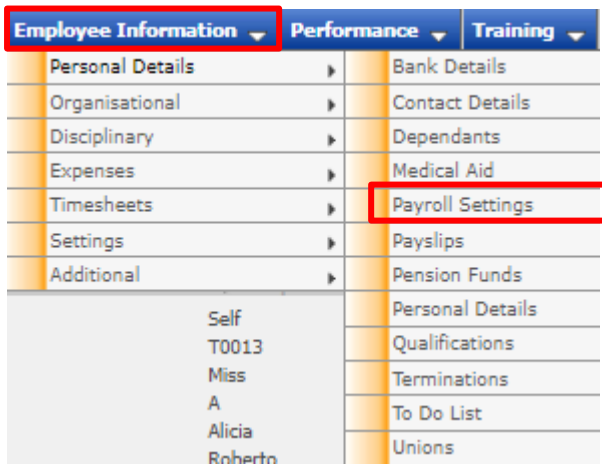 Employee Information Performance Training
Personal Details
Organisational
Disciplinary
Expenses
Timesheets
Settings
Additional
Bank Details
Contact Details
Dependants
Medical Aid
Payroll Settings
Payslips
Pension Funds
Personal Details
Qualifications
Terminations
To Do List
Unions
Self
T0013
Miss
A
Alicia
Roberto